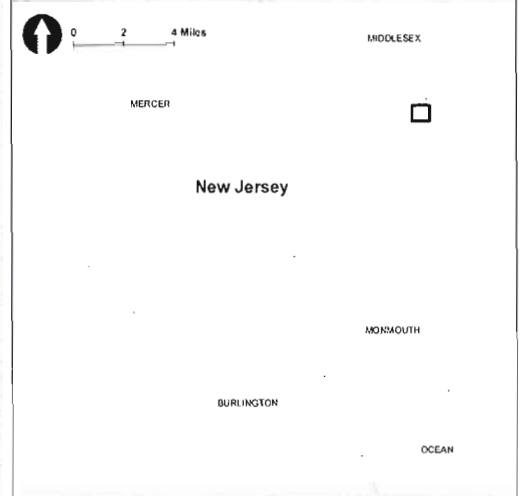 0 2 4 Miles
MIDDLESEX
MERCER
New Jersey
MONMOUTH
BURLINGTON
OCEAN